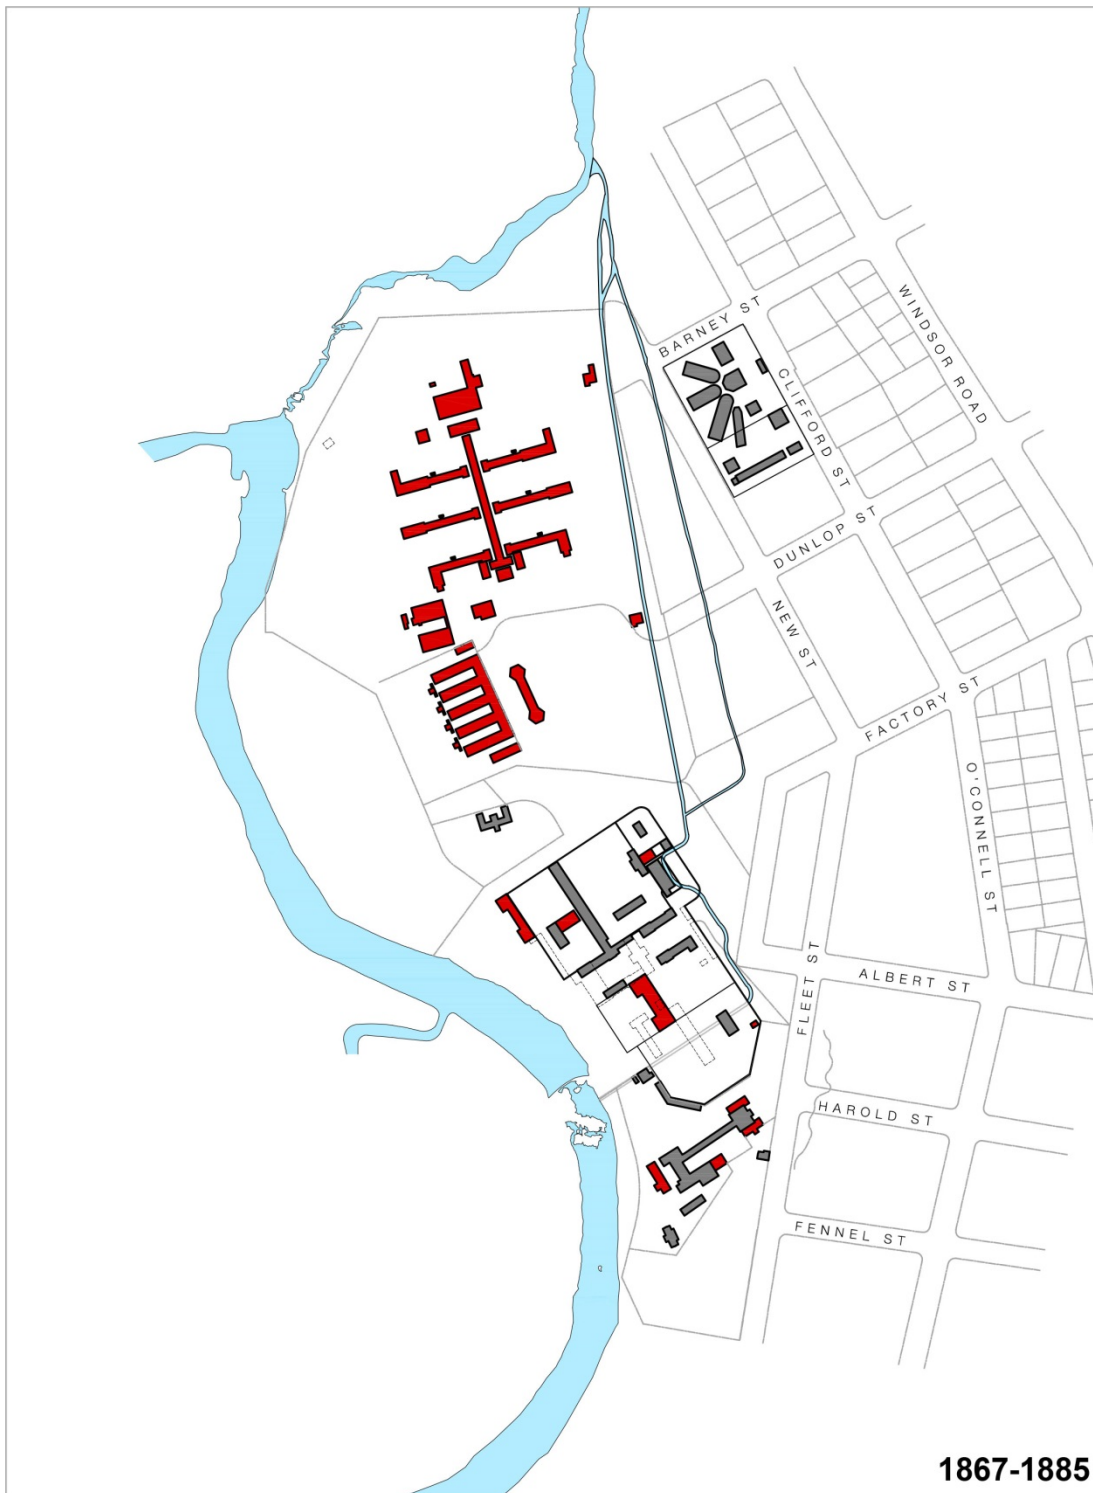 BARNEY ST
WINDSOR ROAD
CLIFFORD ST
DUNLOP ST
NEW ST
FACTORY ST
O'CONNELL ST
FLEET ST
ALBERT ST
HAROLD ST
FENNEL ST
1867-1885